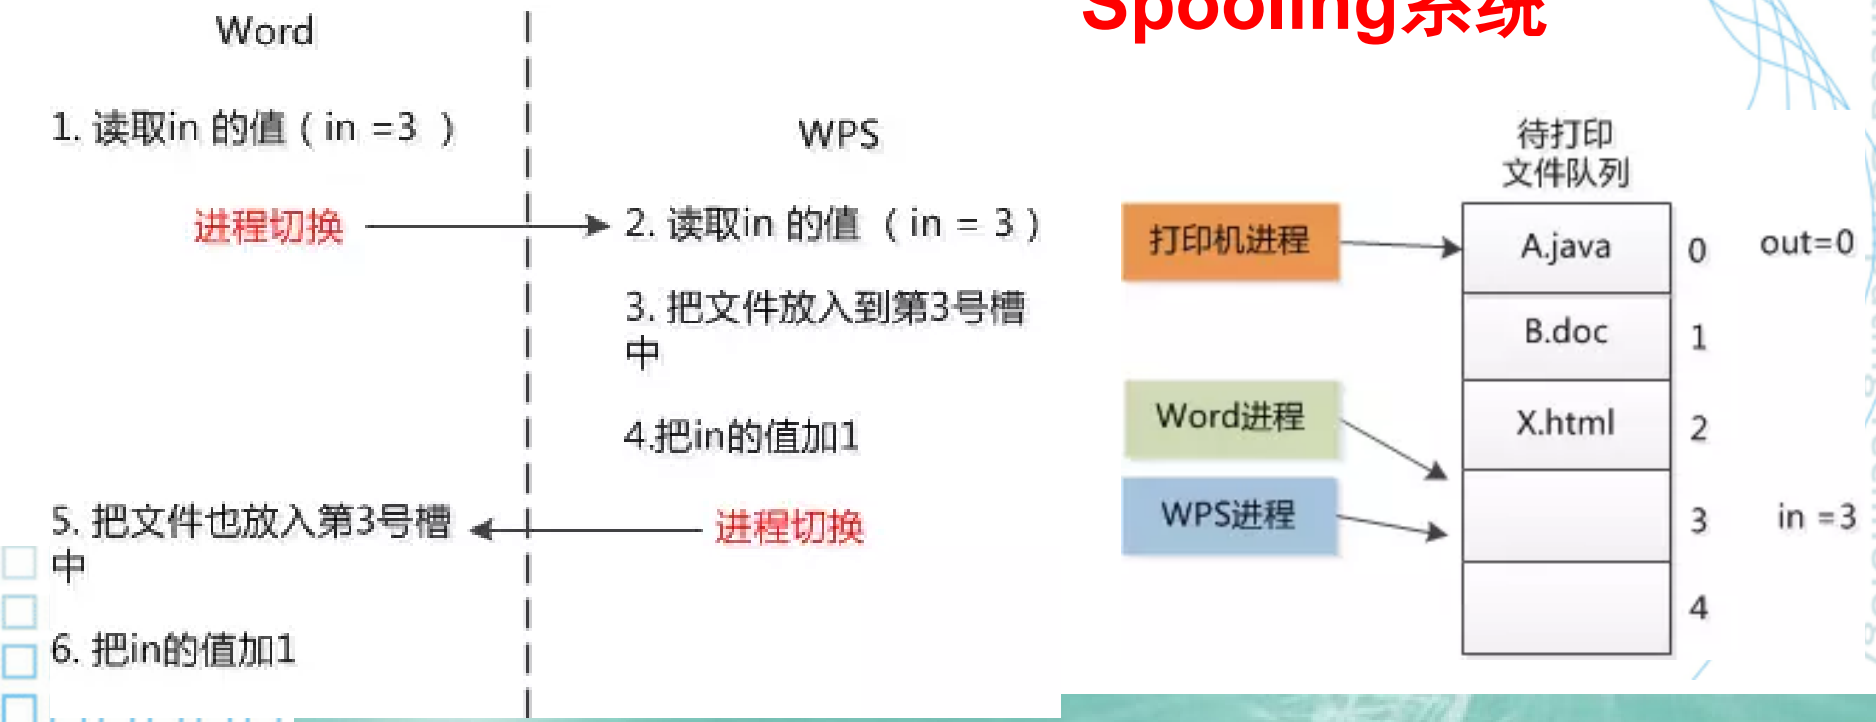 Spooling系统
Word
1. 读取in 的值 ( in =3 )
进程切换
WPS
2. 读取in 的值 ( in = 3 )
3. 把文件放入到第3号槽
中
4.把in的值加1
进程切换
5. 把文件也放入第3号槽
中
6. 把in的值加1
待打印
文件队列
打印机进程
A.java
0
out=0
B.doc
1
Word进程
X.html
2
WPS进程
3
in =3
4